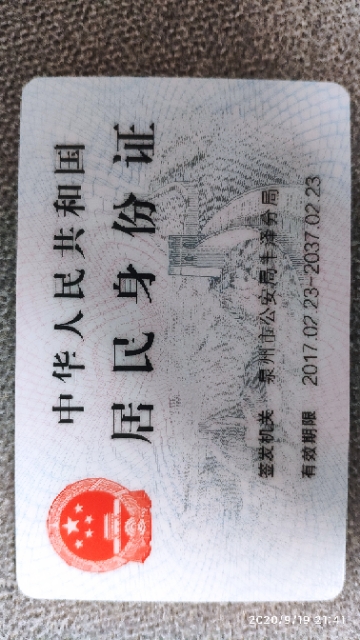 中华人民共和国
居民身份证
签发机关 泉州市公安局丰泽分局
有效期限 2017.02.23-2037.02.23
2020/9/19 21:41